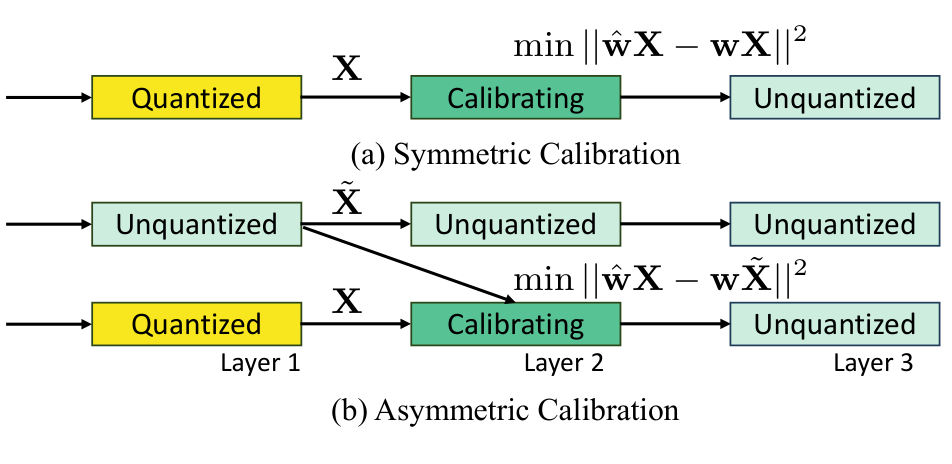 min ||ŵX − wX||²
X
Quantized
Calibrating
Unquantized
(a) Symmetric Calibration
X̃
Unquantized
Unquantized
Unquantized
min ||ŵX − wX̃||²
X
Quantized
Calibrating
Unquantized
Layer 1
Layer 2
Layer 3
(b) Asymmetric Calibration